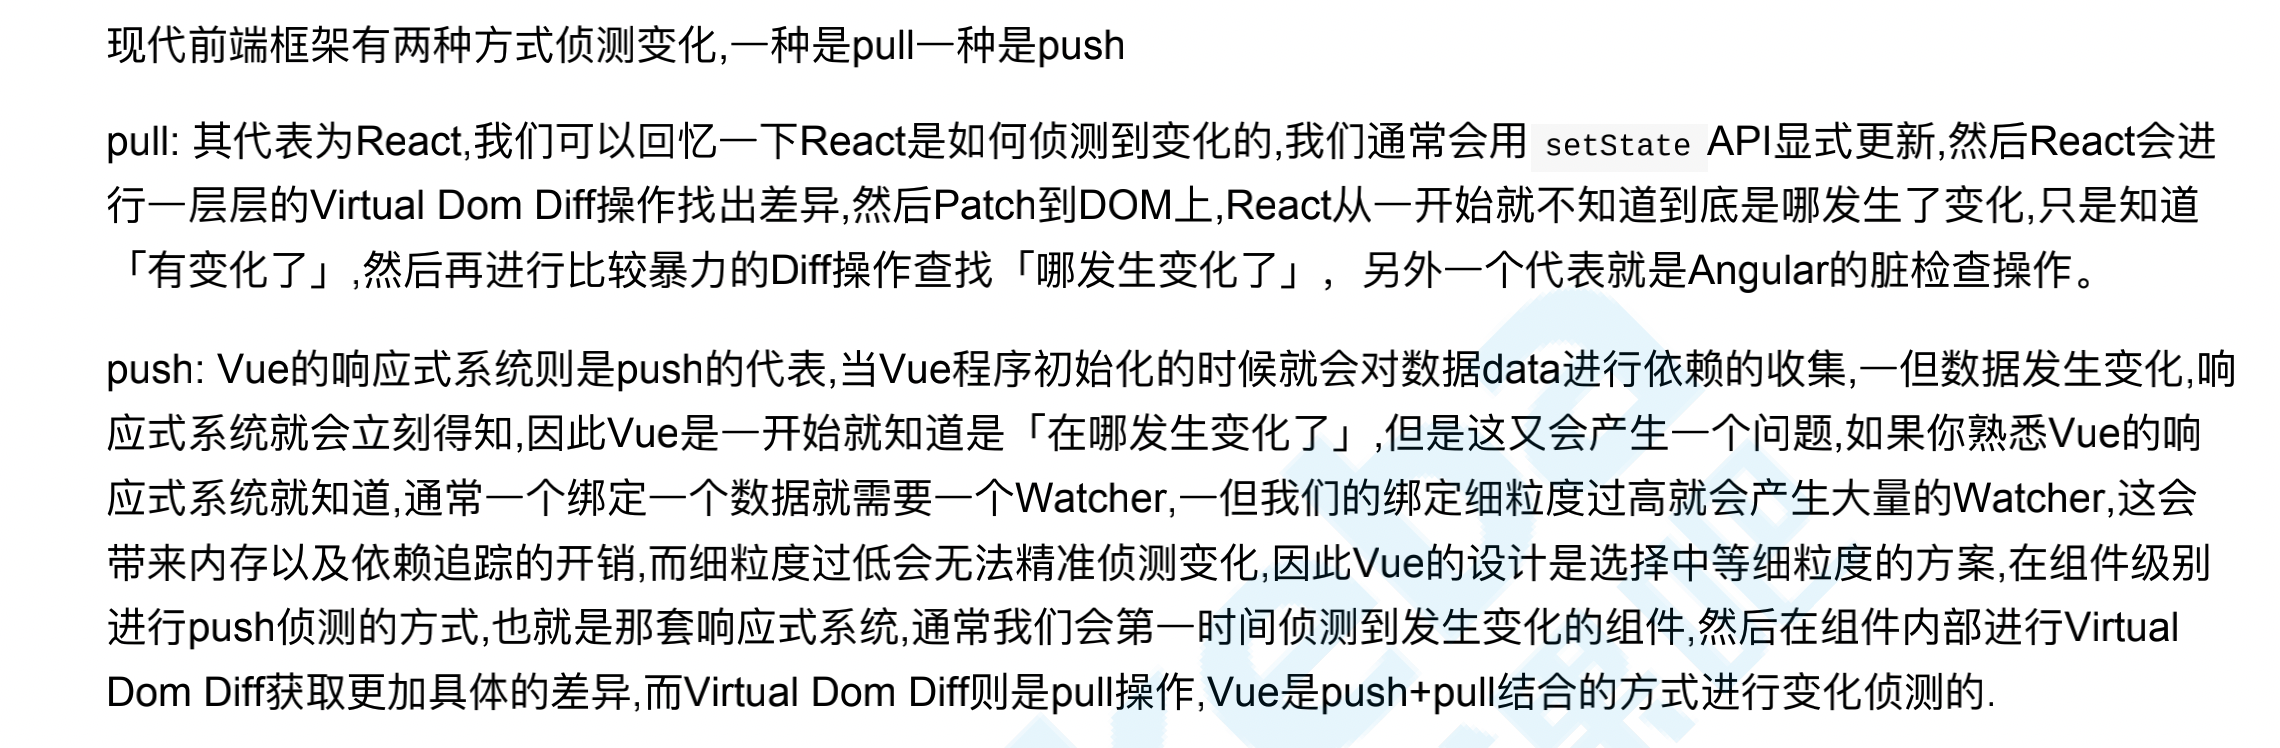 现代前端框架有两种方式侦测变化,一种是pull一种是push
pull: 其代表为React,我们可以回忆一下React是如何侦测到变化的,我们通常会用 setState API显式更新,然后React会进
行一层层的Virtual Dom Diff操作找出差异,然后Patch到DOM上,React从一开始就不知道到底是哪发生了变化,只是知道
「有变化了」,然后再进行比较暴力的Diff操作查找「哪发生变化了」，另外一个代表就是Angular的脏检查操作。
push: Vue的响应式系统则是push的代表,当Vue程序初始化的时候就会对数据data进行依赖的收集,一但数据发生变化,响
应式系统就会立刻得知,因此Vue是一开始就知道是「在哪发生变化了」,但是这又会产生一个问题,如果你熟悉Vue的响
应式系统就知道,通常一个绑定一个数据就需要一个Watcher,一但我们的绑定细粒度过高就会产生大量的Watcher,这会
带来内存以及依赖追踪的开销,而细粒度过低会无法精准侦测变化,因此Vue的设计是选择中等细粒度的方案,在组件级别
进行push侦测的方式,也就是那套响应式系统,通常我们会第一时间侦测到发生变化的组件,然后在组件内部进行Virtual
Dom Diff获取更加具体的差异,而Virtual Dom Diff则是pull操作,Vue是push+pull结合的方式进行变化侦测的.